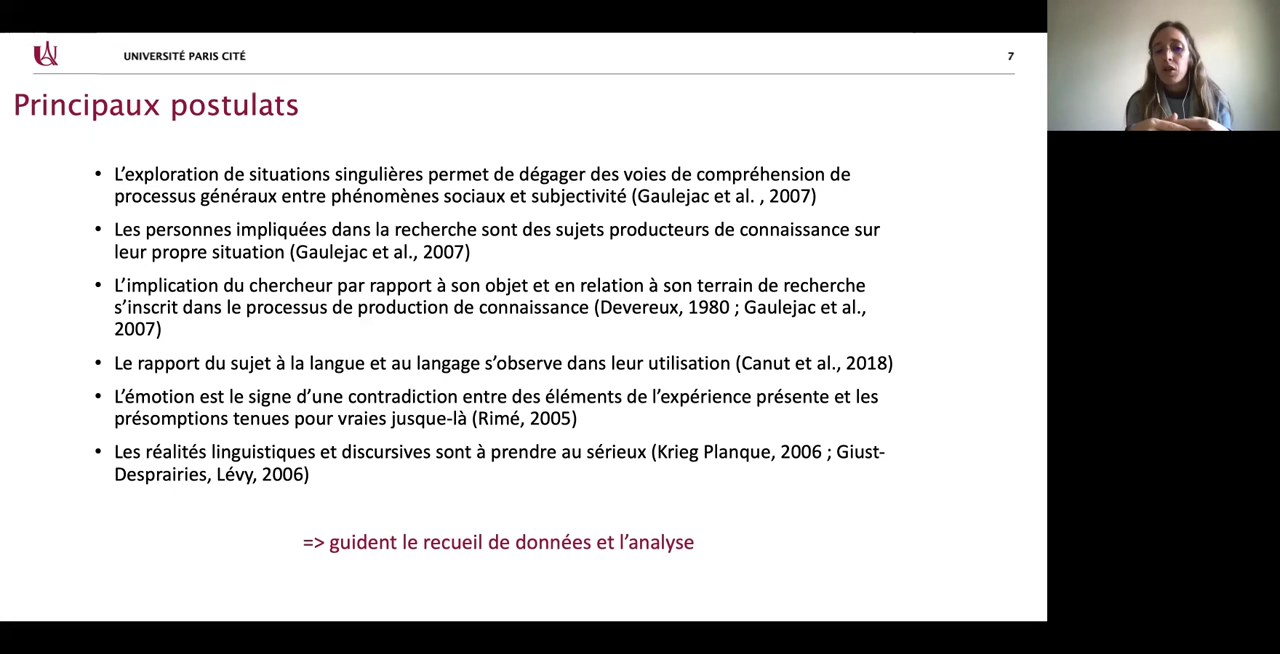 UNIVERSITÉ PARIS CITÉ
7
Principaux postulats
• L’exploration de situations singulières permet de dégager des voies de compréhension de
processus généraux entre phénomènes sociaux et subjectivité (Gaulejac et al. , 2007)
• Les personnes impliquées dans la recherche sont des sujets producteurs de connaissance sur
leur propre situation (Gaulejac et al., 2007)
• L’implication du chercheur par rapport à son objet et en relation à son terrain de recherche
s’inscrit dans le processus de production de connaissance (Devereux, 1980 ; Gaulejac et al.,
2007)
• Le rapport du sujet à la langue et au langage s’observe dans leur utilisation (Canut et al., 2018)
• L’émotion est le signe d’une contradiction entre des éléments de l’expérience présente et les
présomptions tenues pour vraies jusque-là (Rimé, 2005)
• Les réalités linguistiques et discursives sont à prendre au sérieux (Krieg Planque, 2006 ; Giust-
Desprairies, Lévy, 2006)
=> guident le recueil de données et l’analyse